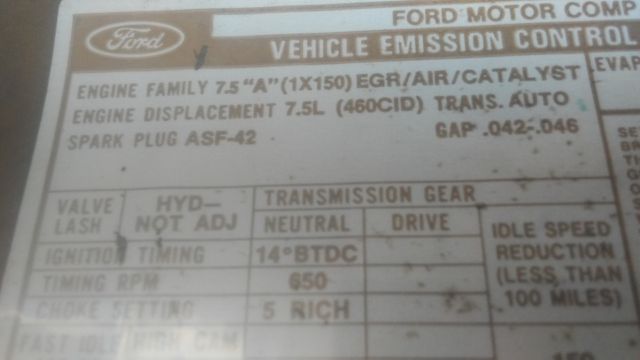 Ford
FORD MOTOR COMP
VEHICLE EMISSION CONTROL
EVAP
ENGINE FAMILY 7.5 "A" (1X150) EGR/AIR/CATALYST
ENGINE DISPLACEMENT 7.5L (460CID) TRANS. AUTO
SPARK PLUG ASF-42 GAP .042-.046
VALVE LASH HYD- NOT ADJ
TRANSMISSION GEAR
NEUTRAL DRIVE
IDLE SPEED
REDUCTION
(LESS THAN
100 MILES)
IGNITION TIMING 14°BTDC
TIMING RPM 650
CHOKE SETTING 5 RICH
FAST IDLE HIGH CAM